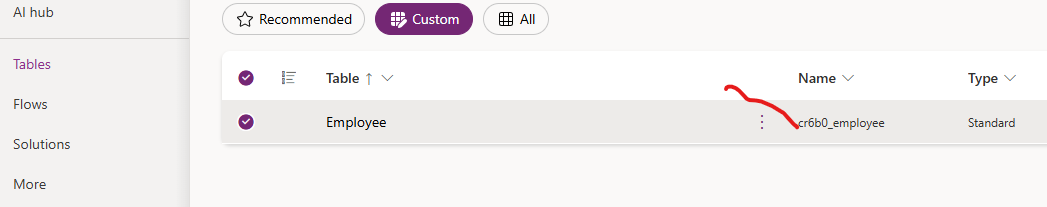 AI hub
Recommended
Custom
All
Tables
Table ↑
Name
Type
Flows
Employee
cr6b0_employee
Standard
Solutions
More